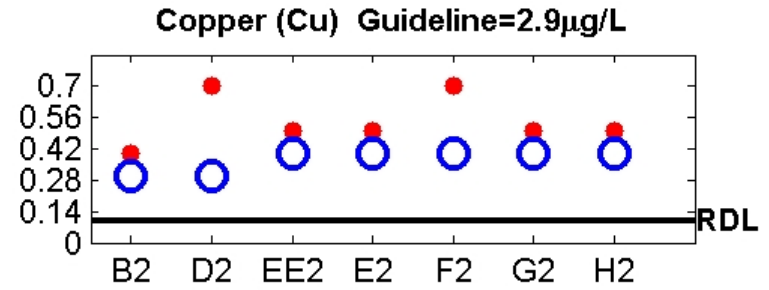 Copper (Cu)  Guideline=2.9µg/L
0.7
0.56
0.42
0.28
0.14
0
RDL
B2 D2 EE2 E2 F2 G2 H2